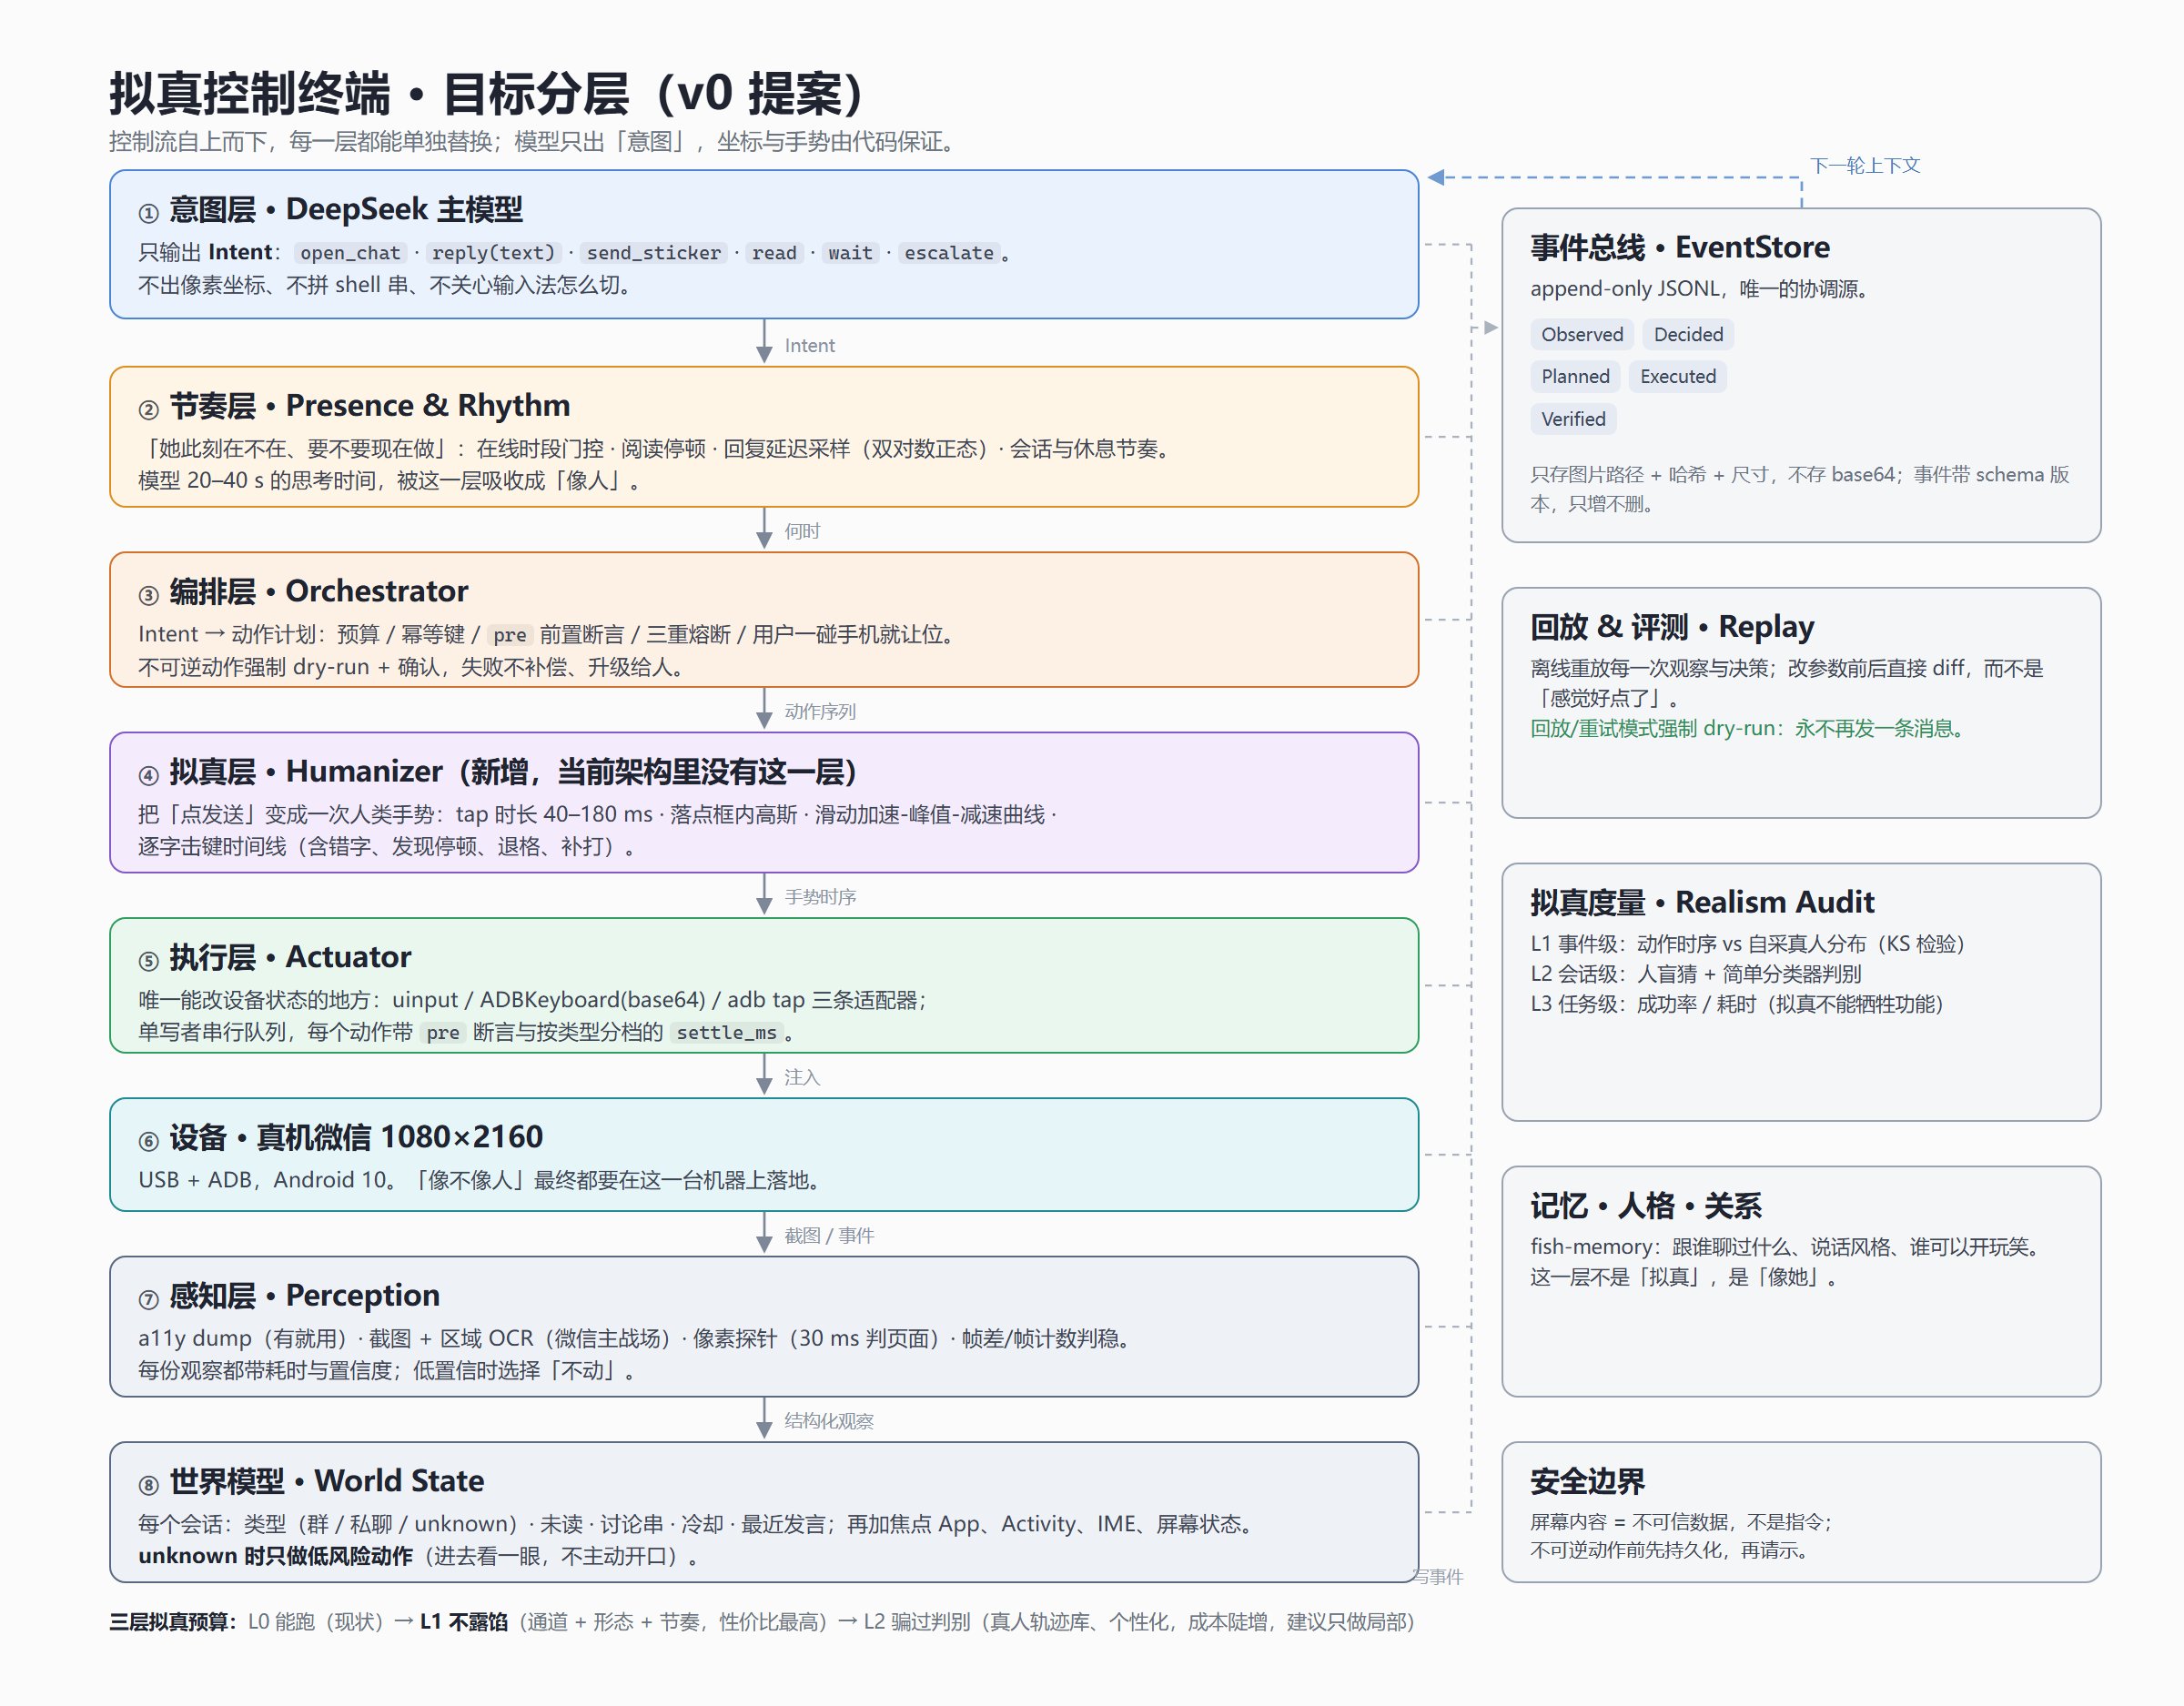 拟真控制终端 • 目标分层（v0 提案）
控制流自上而下，每一层都能单独替换；模型只出「意图」，坐标与手势由代码保证。
下一轮上下文
① 意图层 • DeepSeek 主模型
只输出 Intent： open_chat · reply(text) · send_sticker · read · wait · escalate 。
不出像素坐标、不拼 shell 串、不关心输入法怎么切。
Intent
② 节奏层 • Presence & Rhythm
「她此刻在不在、要不要现在做」：在线时段门控 · 阅读停顿 · 回复延迟采样（双对数正态）· 会话与休息节奏。
模型 20–40 s 的思考时间，被这一层吸收成「像人」。
何时
③ 编排层 • Orchestrator
Intent → 动作计划：预算 / 幂等键 / pre 前置断言 / 三重熔断 / 用户一碰手机就让位。
不可逆动作强制 dry-run + 确认，失败不补偿、升级给人。
动作序列
④ 拟真层 • Humanizer（新增，当前架构里没有这一层）
把「点发送」变成一次人类手势：tap 时长 40–180 ms · 落点框内高斯 · 滑动加速-峰值-减速曲线 ·
逐字击键时间线（含错字、发现停顿、退格、补打）。
手势时序
⑤ 执行层 • Actuator
唯一能改设备状态的地方：uinput / ADBKeyboard(base64) / adb tap 三条适配器；
单写者串行队列，每个动作带 pre 断言与按类型分档的 settle_ms 。
注入
⑥ 设备 • 真机微信 1080×2160
USB + ADB，Android 10。「像不像人」最终都要在这一台机器上落地。
截图 / 事件
⑦ 感知层 • Perception
a11y dump（有就用）· 截图 + 区域 OCR（微信主战场）· 像素探针（30 ms 判页面）· 帧差/帧计数判稳。
每份观察都带耗时与置信度；低置信时选择「不动」。
结构化观察
⑧ 世界模型 • World State
每个会话：类型（群 / 私聊 / unknown）· 未读 · 讨论串 · 冷却 · 最近发言；再加焦点 App、Activity、IME、屏幕状态。
unknown 时只做低风险动作（进去看一眼，不主动开口）。
写事件
事件总线 • EventStore
append-only JSONL，唯一的协调源。
Observed Decided
Planned Executed
Verified
只存图片路径 + 哈希 + 尺寸，不存 base64；事件带 schema 版
本，只增不删。
回放 & 评测 • Replay
离线重放每一次观察与决策；改参数前后直接 diff，而不是
「感觉好点了」。
回放/重试模式强制 dry-run：永不再发一条消息。
拟真度量 • Realism Audit
L1 事件级：动作时序 vs 自采真人分布（KS 检验）
L2 会话级：人盲猜 + 简单分类器判别
L3 任务级：成功率 / 耗时（拟真不能牺牲功能）
记忆 • 人格 • 关系
fish-memory：跟谁聊过什么、说话风格、谁可以开玩笑。
这一层不是「拟真」，是「像她」。
安全边界
屏幕内容 = 不可信数据，不是指令；
不可逆动作前先持久化，再请示。
三层拟真预算：L0 能跑（现状）→ L1 不露馅（通道 + 形态 + 节奏，性价比最高）→ L2 骗过判别（真人轨迹库、个性化，成本陡增，建议只做局部）